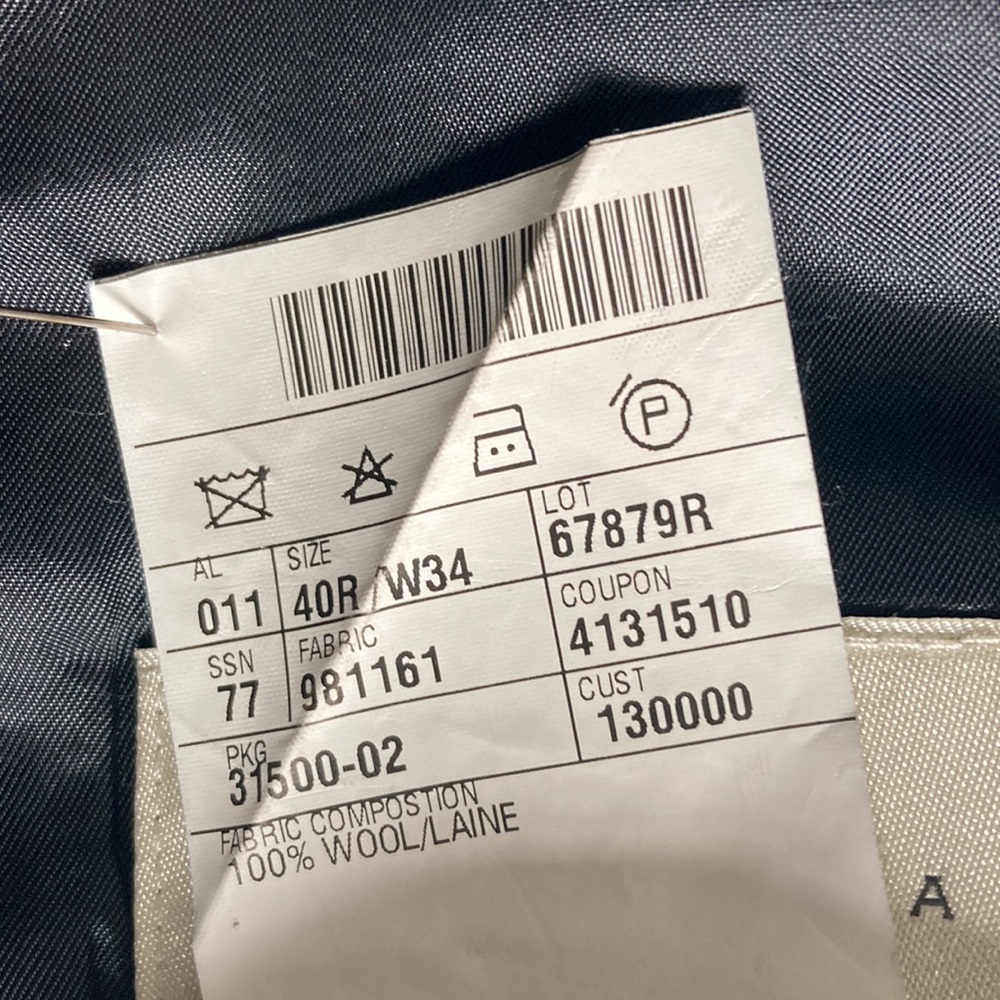 P
AL SIZE LOT
011 40R W34 67879R
SSN FABRIC COUPON
77 981161 4131510
PKG CUST
31500-02 130000
FABRIC COMPOSTION
100% WOOL/LAINE
A